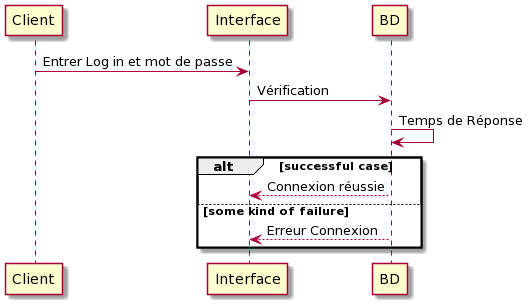 Client Interface BD
Entrer Log in et mot de passe
Vérification
Temps de Réponse
alt [successful case]
Connexion réussie
[some kind of failure]
Erreur Connexion
Client Interface BD